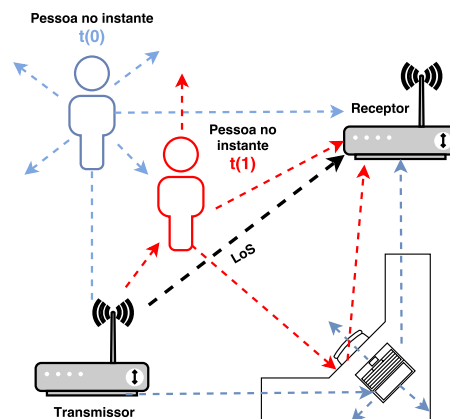 Pessoa no instante
t(0)
Receptor
Pessoa no
instante
t(1)
LoS
Transmissor